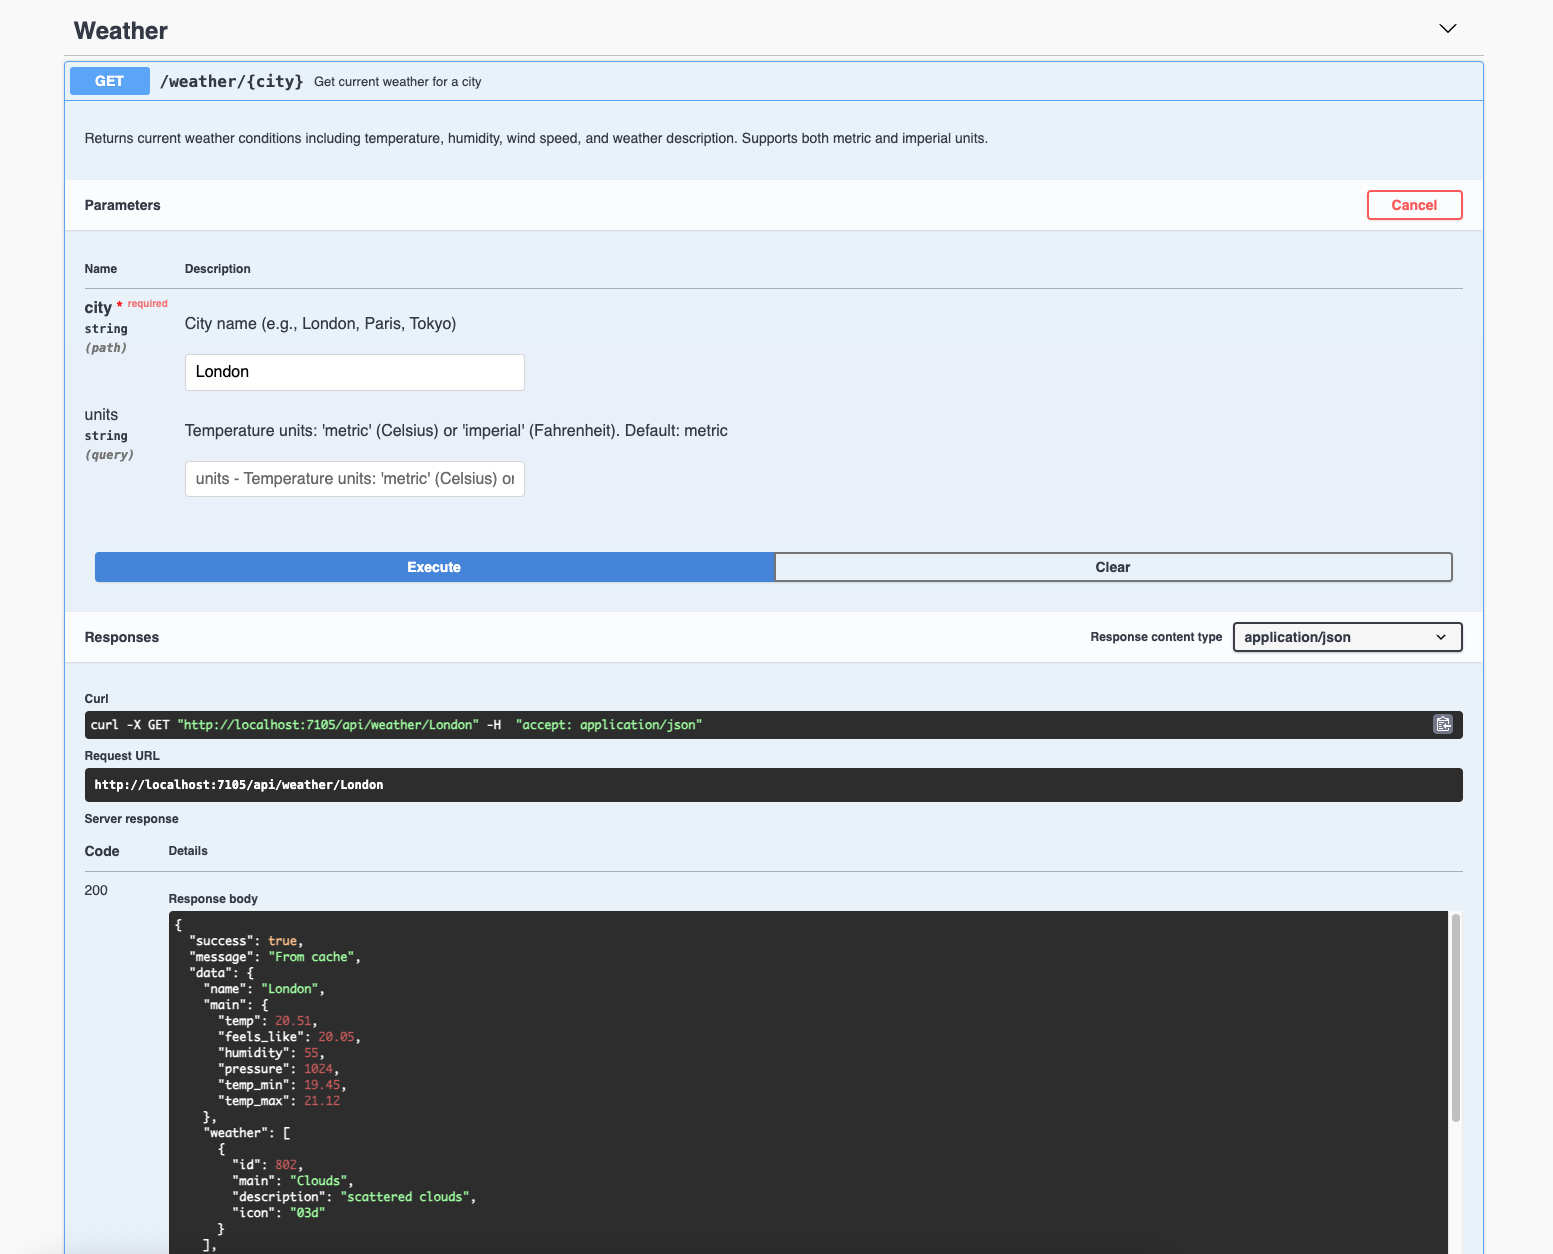 Weather
GET /weather/{city} Get current weather for a city
Returns current weather conditions including temperature, humidity, wind speed, and weather description. Supports both metric and imperial units.
Parameters
Cancel
Name Description
city * required
string
(path)
City name (e.g., London, Paris, Tokyo)
London
units
string
(query)
Temperature units: 'metric' (Celsius) or 'imperial' (Fahrenheit). Default: metric
units - Temperature units: 'metric' (Celsius) or
Execute
Clear
Responses
Response content type
application/json
Curl
curl -X GET "http://localhost:7105/api/weather/London" -H  "accept: application/json"
Request URL
http://localhost:7105/api/weather/London
Server response
Code Details
200
Response body
{
  "success": true,
  "message": "From cache",
  "data": {
    "name": "London",
    "main": {
      "temp": 20.51,
      "feels_like": 20.05,
      "humidity": 55,
      "pressure": 1024,
      "temp_min": 19.45,
      "temp_max": 21.12
    },
    "weather": [
      {
        "id": 802,
        "main": "Clouds",
        "description": "scattered clouds",
        "icon": "03d"
      }
    ],